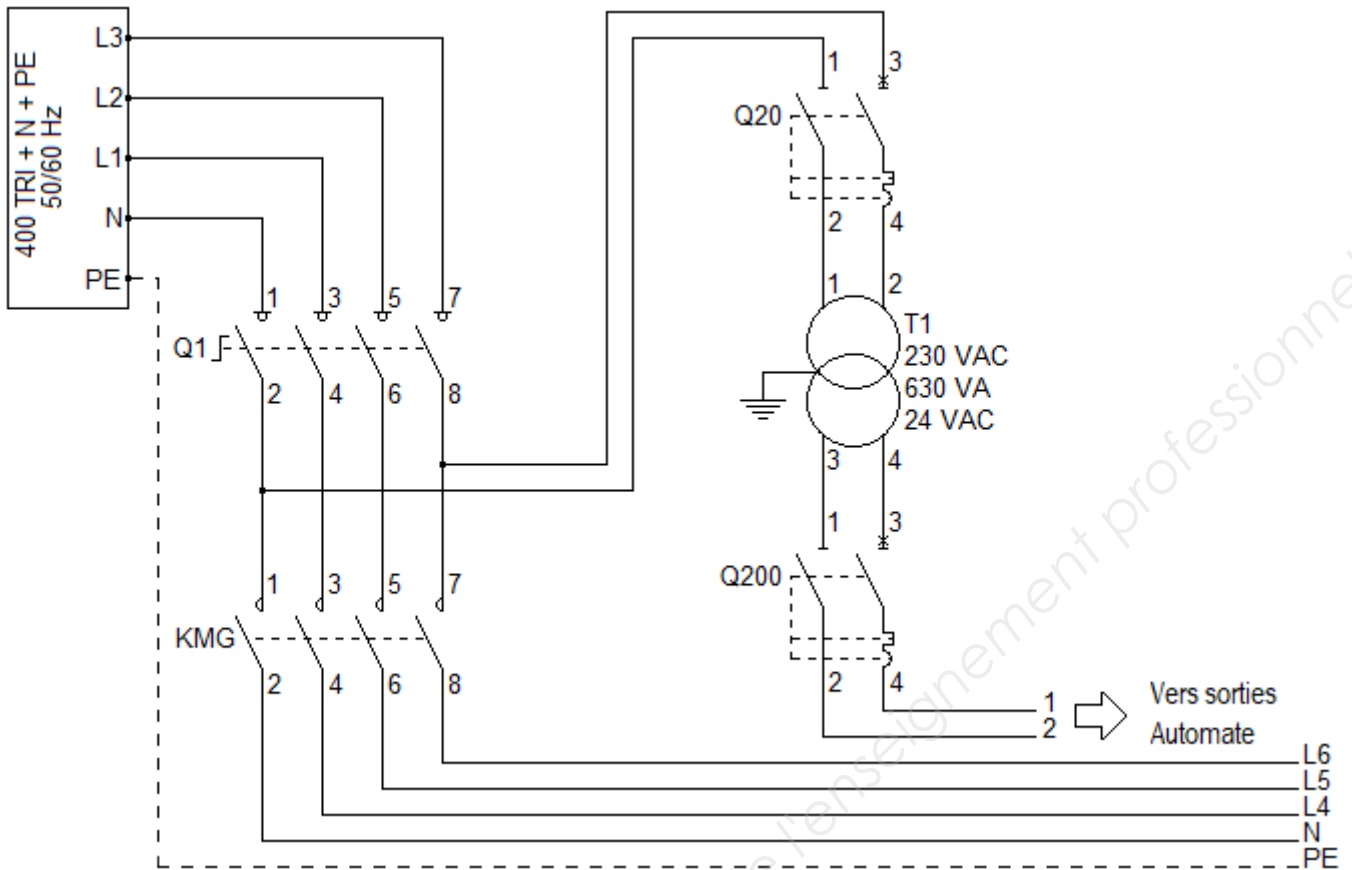 400 TRI + N + PE
50/60 Hz
L3
L2
L1
N
PE
1 3 5 7
Q1
2 4 6 8
1 3 5 7
KMG
2 4 6 8
1 3
Q20
2 4
1 2
T1
230 VAC
630 VA
24 VAC
3 4
1 3
Q200
2 4
1
2
Vers sorties
Automate
L6
L5
L4
N
PE
l'enseignement professionne